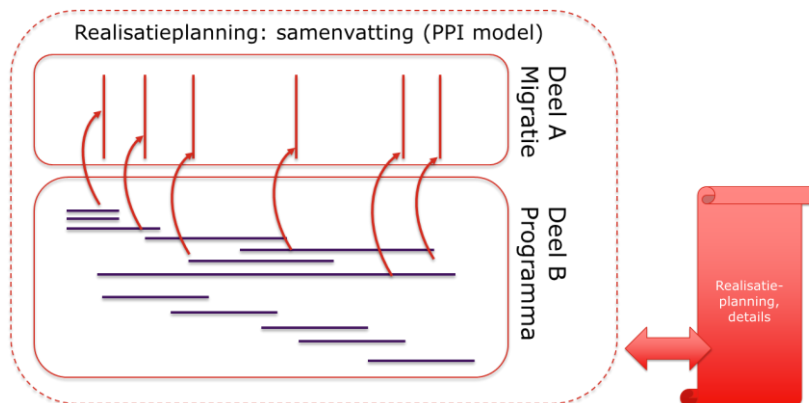 Realisatieplanning: samenvatting (PPI model)
Deel A
Migratie
Deel B
Programma
Realisatie-
planning,
details